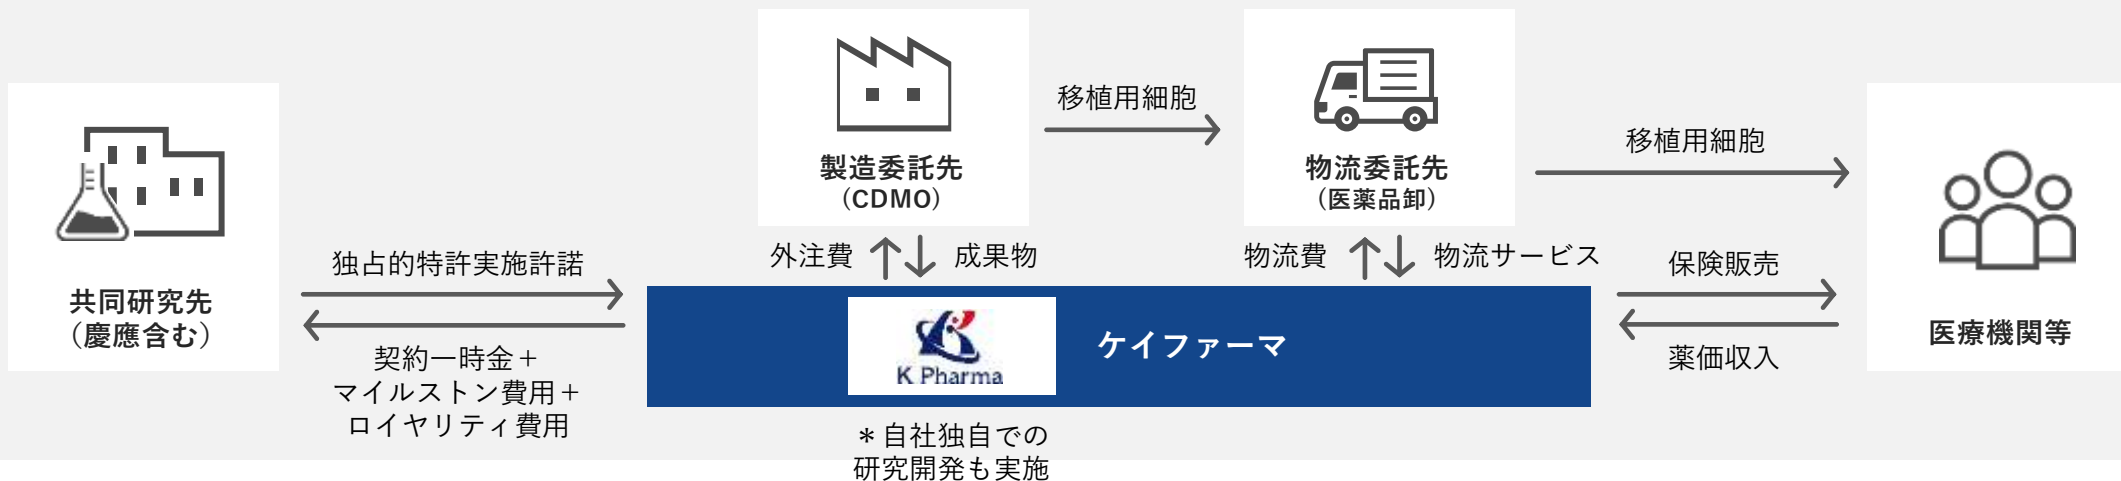 共同研究先
（慶應含む）
独占的特許実施許諾
契約一時金＋
マイルストン費用＋
ロイヤリティ費用
製造委託先
（CDMO）
移植用細胞
物流委託先
（医薬品卸）
移植用細胞
外注費
成果物
物流費
物流サービス
K Pharma
ケイファーマ
＊自社独自での
研究開発も実施
保険販売
薬価収入
医療機関等